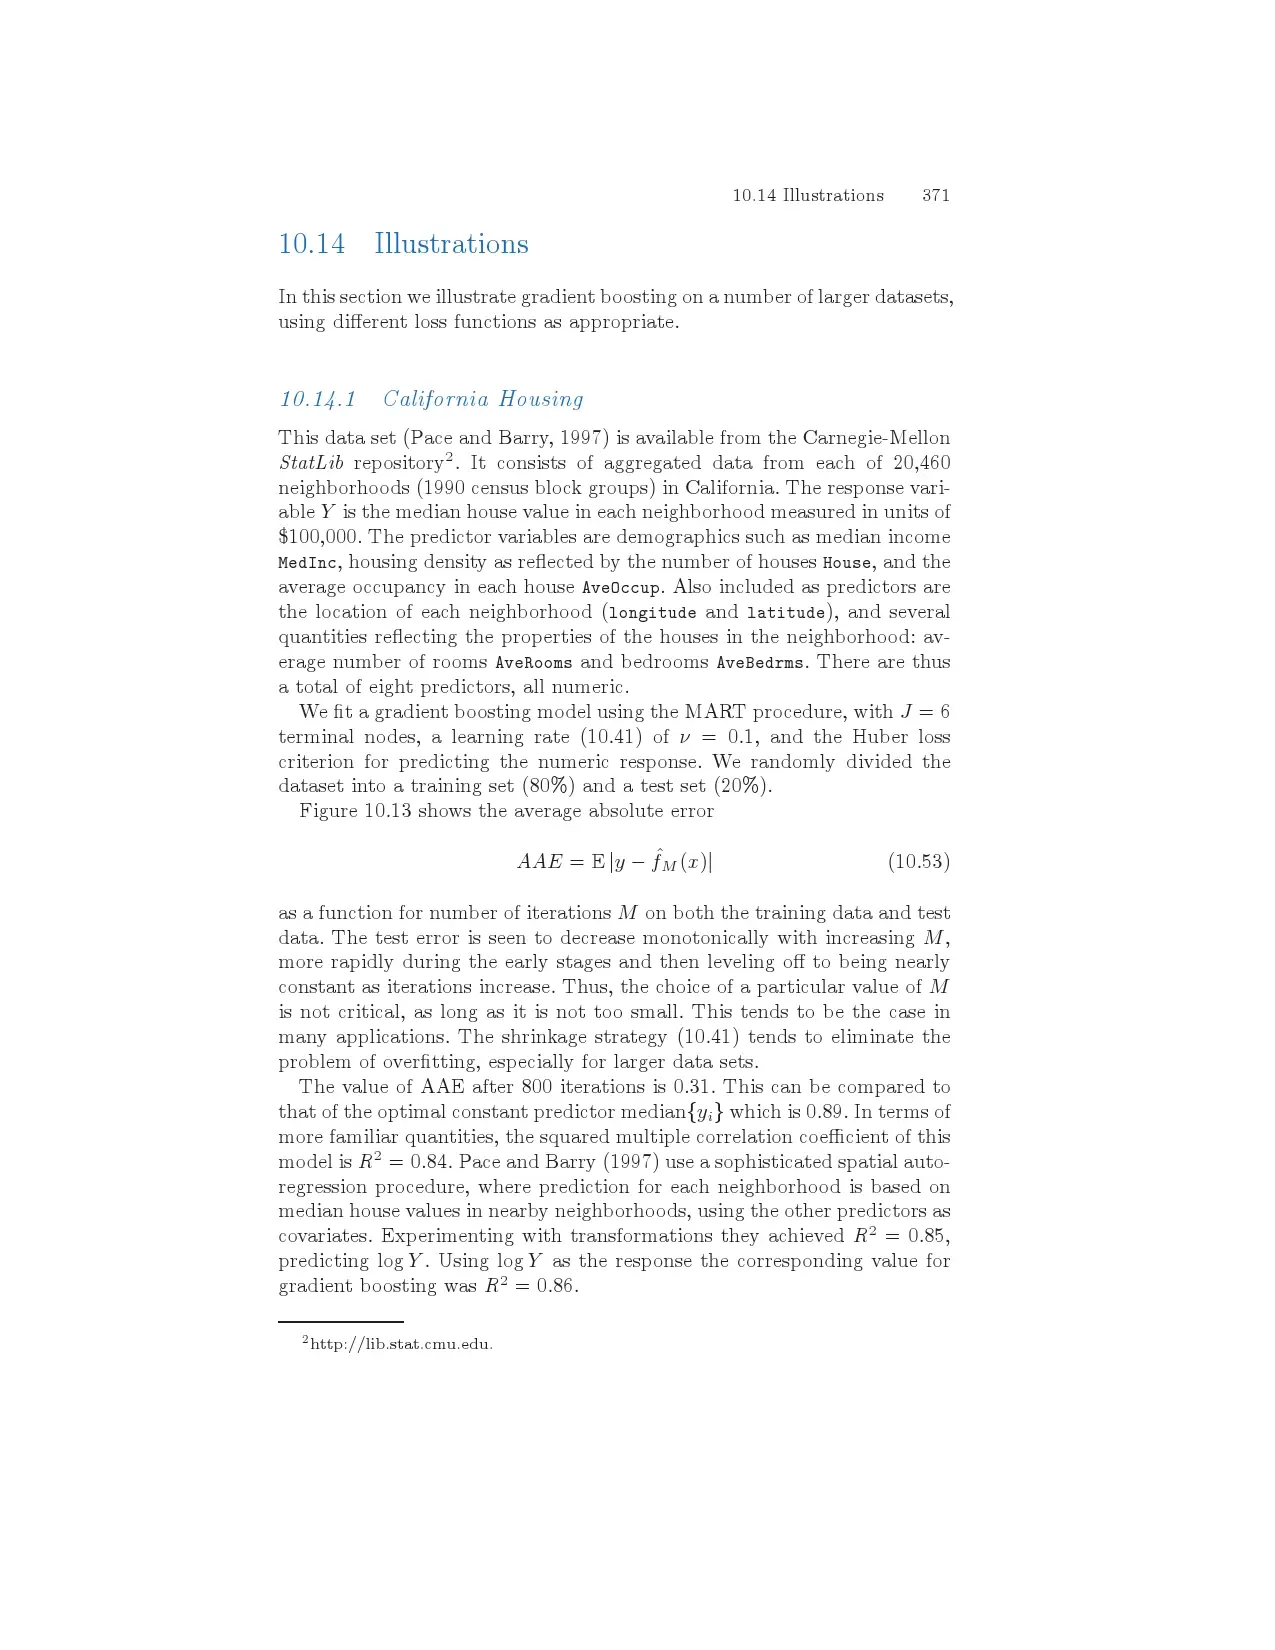 10.14 Illustrations 371
10.14 Illustrations
In this section we illustrate gradient boosting on a number of larger datasets,
using different loss functions as appropriate.
10.14.1 California Housing
This data set (Pace and Barry, 1997) is available from the Carnegie-Mellon
StatLib repository². It consists of aggregated data from each of 20,460
neighborhoods (1990 census block groups) in California. The response vari-
able Y is the median house value in each neighborhood measured in units of
$100,000. The predictor variables are demographics such as median income
MedInc, housing density as reflected by the number of houses House, and the
average occupancy in each house AveOccup. Also included as predictors are
the location of each neighborhood (longitude and latitude), and several
quantities reflecting the properties of the houses in the neighborhood: av-
erage number of rooms AveRooms and bedrooms AveBedrms. There are thus
a total of eight predictors, all numeric.
We fit a gradient boosting model using the MART procedure, with J = 6
terminal nodes, a learning rate (10.41) of ν = 0.1, and the Huber loss
criterion for predicting the numeric response. We randomly divided the
dataset into a training set (80%) and a test set (20%).
Figure 10.13 shows the average absolute error
AAE = E |y − f̂_M(x)| (10.53)
as a function for number of iterations M on both the training data and test
data. The test error is seen to decrease monotonically with increasing M,
more rapidly during the early stages and then leveling off to being nearly
constant as iterations increase. Thus, the choice of a particular value of M
is not critical, as long as it is not too small. This tends to be the case in
many applications. The shrinkage strategy (10.41) tends to eliminate the
problem of overfitting, especially for larger data sets.
The value of AAE after 800 iterations is 0.31. This can be compared to
that of the optimal constant predictor median{yᵢ} which is 0.89. In terms of
more familiar quantities, the squared multiple correlation coefficient of this
model is R² = 0.84. Pace and Barry (1997) use a sophisticated spatial auto-
regression procedure, where prediction for each neighborhood is based on
median house values in nearby neighborhoods, using the other predictors as
covariates. Experimenting with transformations they achieved R² = 0.85,
predicting log Y. Using log Y as the response the corresponding value for
gradient boosting was R² = 0.86.
²http://lib.stat.cmu.edu.